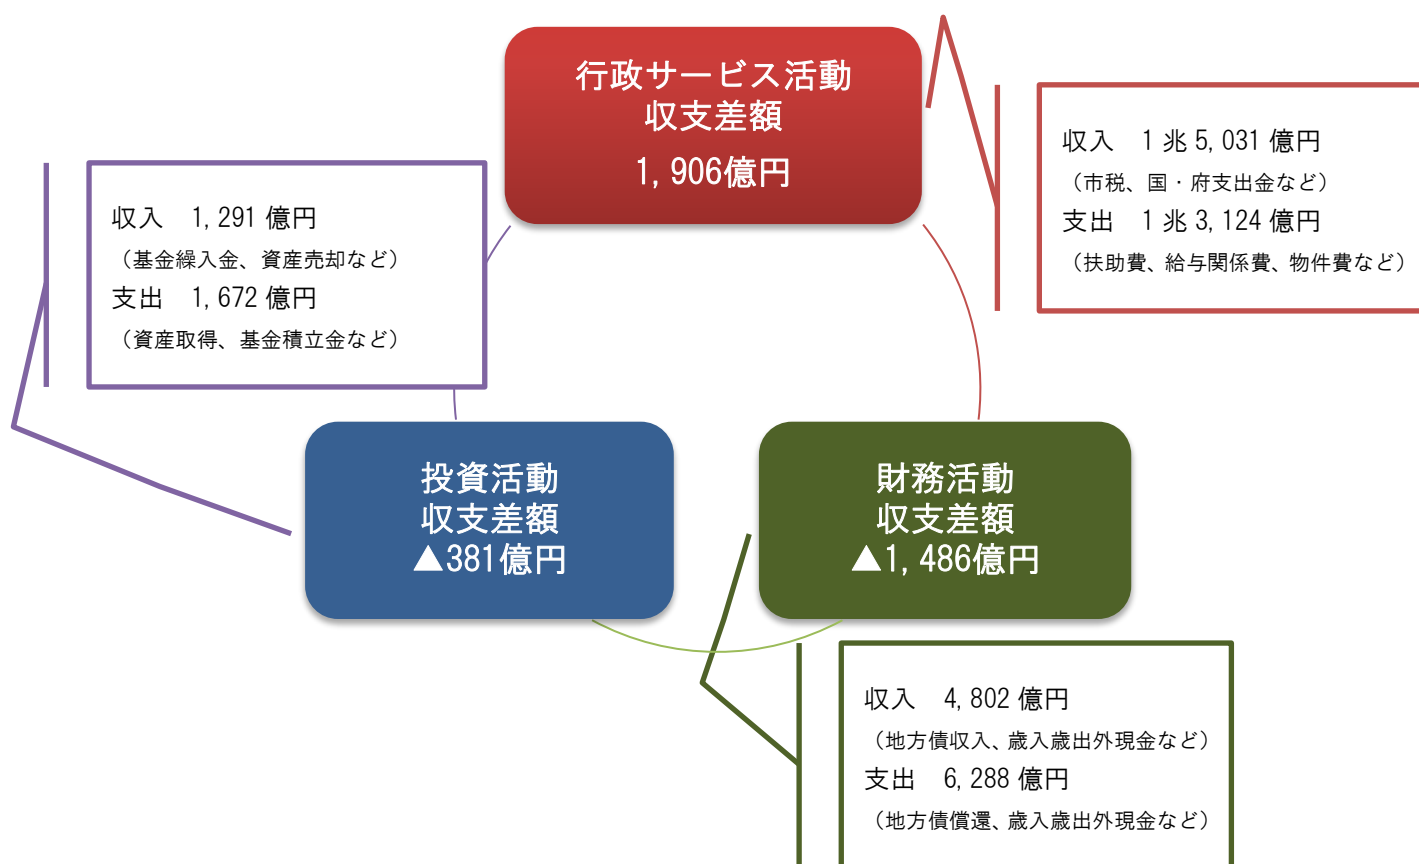 行政サービス活動
収支差額
1,906億円
収入　1兆5,031億円
（市税、国・府支出金など）
支出　1兆3,124億円
（扶助費、給与関係費、物件費など）
収入　1,291億円
（基金繰入金、資産売却など）
支出　1,672億円
（資産取得、基金積立金など）
投資活動
収支差額
▲381億円
財務活動
収支差額
▲1,486億円
収入　4,802億円
（地方債収入、歳入歳出外現金など）
支出　6,288億円
（地方債償還、歳入歳出外現金など）